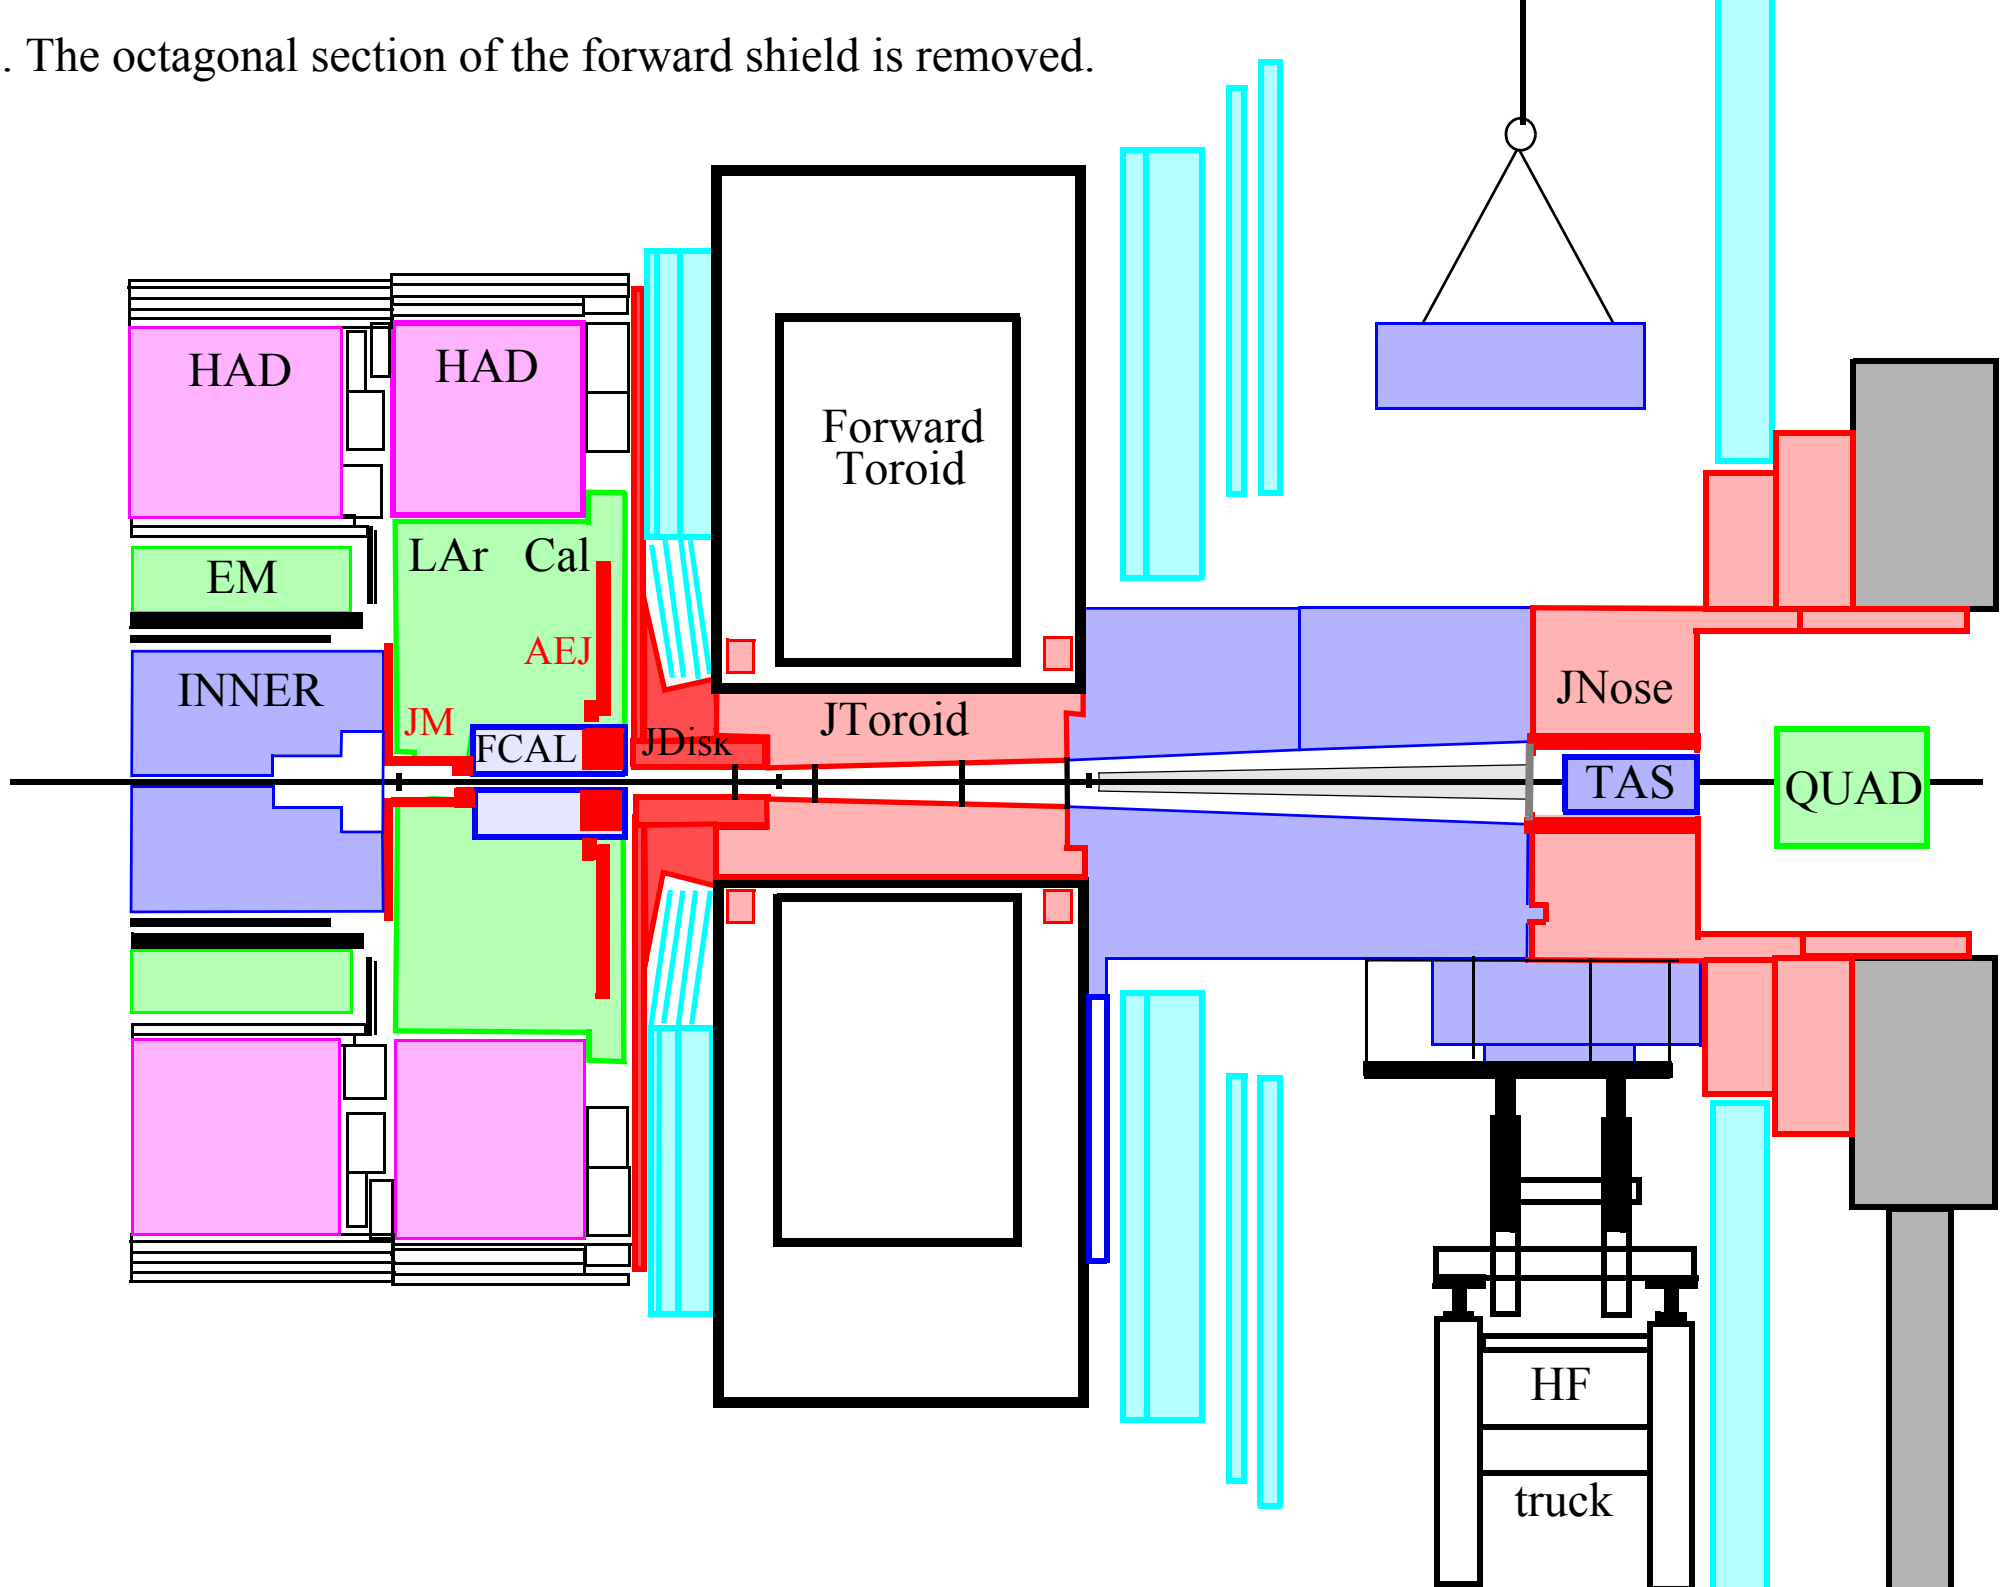 . The octagonal section of the forward shield is removed.
HAD
HAD
Forward
Toroid
LAr Cal
EM
AEJ
INNER
JM
FCAL
JDisk
JToroid
JNose
TAS
QUAD
HF
truck